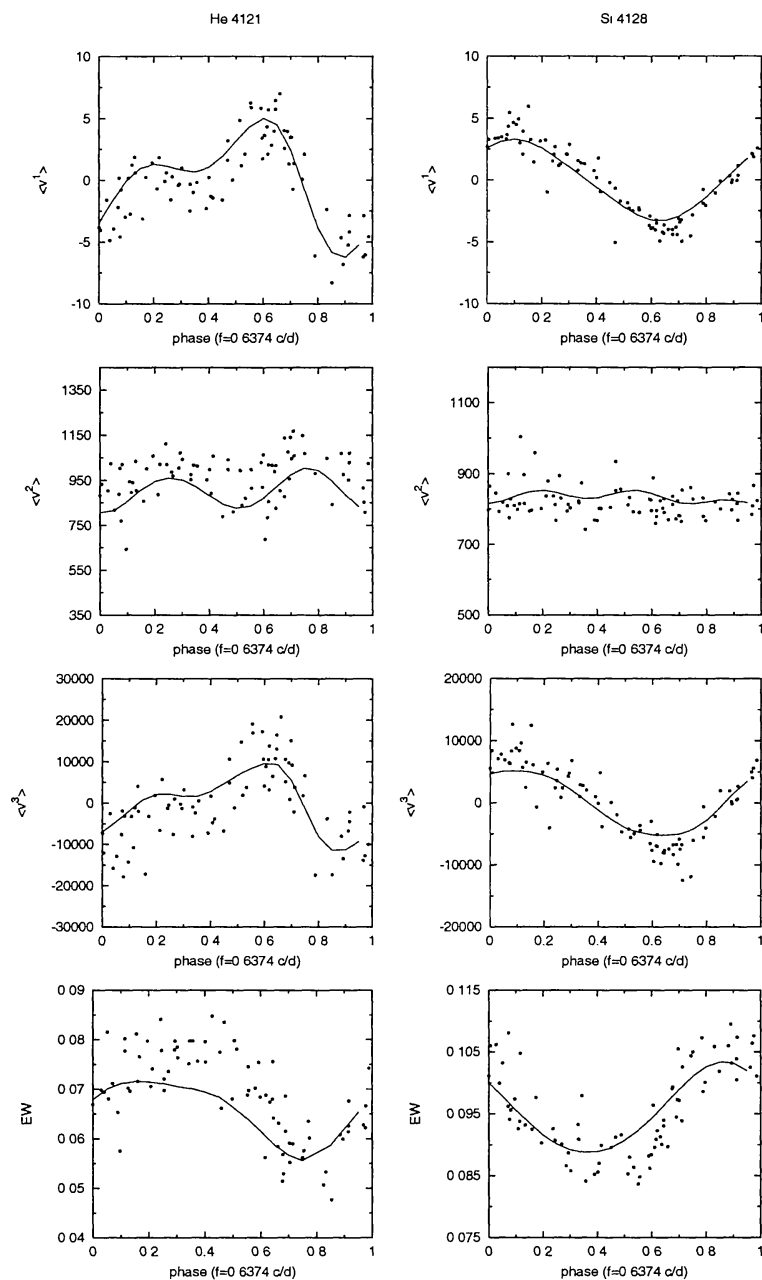 He 4121
Si 4128
10
5
0
-5
-10
<v¹>
0 0.2 0 4 0 6 0 8 1
phase (f=0 6374 c/d)
10
5
0
-5
-10
<v¹>
0 0.2 0 4 0 6 0 8 1
phase (f=0 6374 c/d)
1350
1150
950
750
550
350
<v²>
0 0 2 0 4 0 6 0 8 1
phase (f=0 6374 c/d)
1100
900
800
700
500
<v²>
0 0 2 0 4 0 6 0 8 1
phase (f=0 6374 c/d)
30000
20000
10000
0
-10000
-20000
-30000
<v³>
0 0 2 0 4 0 6 0 8 1
phase (f=0 6374 c/d)
20000
10000
0
-10000
-20000
<v³>
0 0 2 0 4 0 6 0 8 1
phase (f=0 6374 c/d)
0 09
0 08
0 07
0 06
0 05
0 04
EW
0 0 2 0 4 0 6 0 8 1
phase (f=0 6374 c/d)
0 115
0 105
0 095
0 085
0 075
EW
0 0 2 0 4 0 6 0 8 1
phase (f=0 6374 c/d)